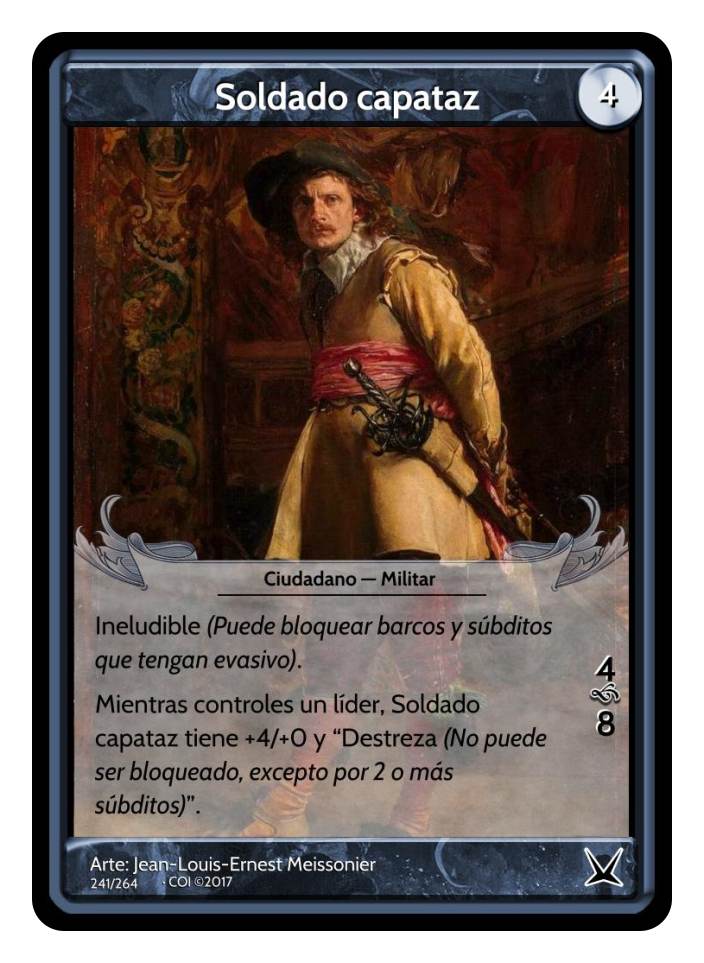 Soldado capataz
4
Ciudadano — Militar
Ineludible (Puede bloquear barcos y súbditos
que tengan evasivo).
Mientras controles un líder, Soldado
capataz tiene +4/+0 y “Destreza (No puede
ser bloqueado, excepto por 2 o más
súbditos)”.
4
8
Arte: Jean-Louis-Ernest Meissonier
241/264 · COI ©2017